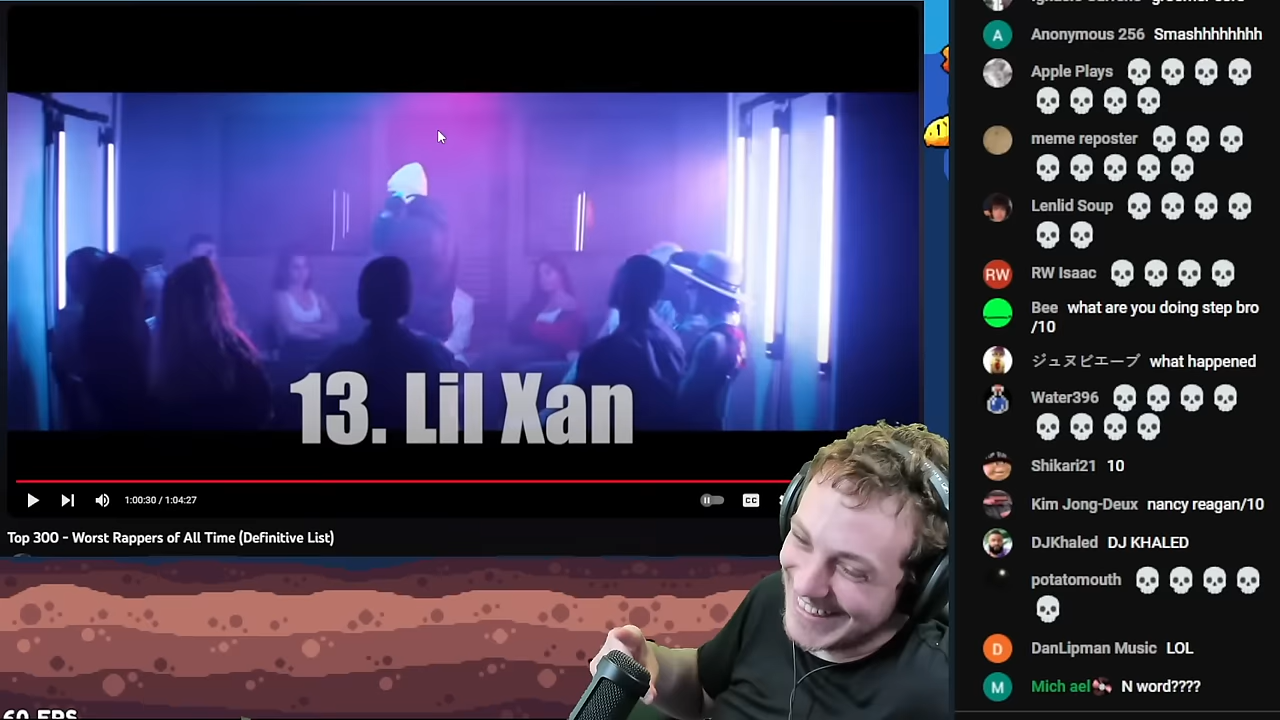 Anonymous 256 Smashhhhhhhh
Apple Plays 💀💀💀💀
💀💀💀💀
meme reposter 💀💀💀
💀💀💀💀💀
Lenlid Soup 💀💀💀💀
💀💀
RW
RW Isaac 💀💀💀💀
Bee what are you doing step bro
/10
ジュヌピエーブ what happened
Water396 💀💀💀💀
💀💀💀💀
Shikari21 10
Kim Jong-Deux nancy reagan/10
DJKhaled DJ KHALED
potatomouth 💀💀💀💀
💀
D
DanLipman Music LOL
M
Mich ael🍬 N word????
A
13. Lil Xan
1:00:30 / 1:04:27
CC
Top 300 - Worst Rappers of All Time (Definitive List)
60 FPS